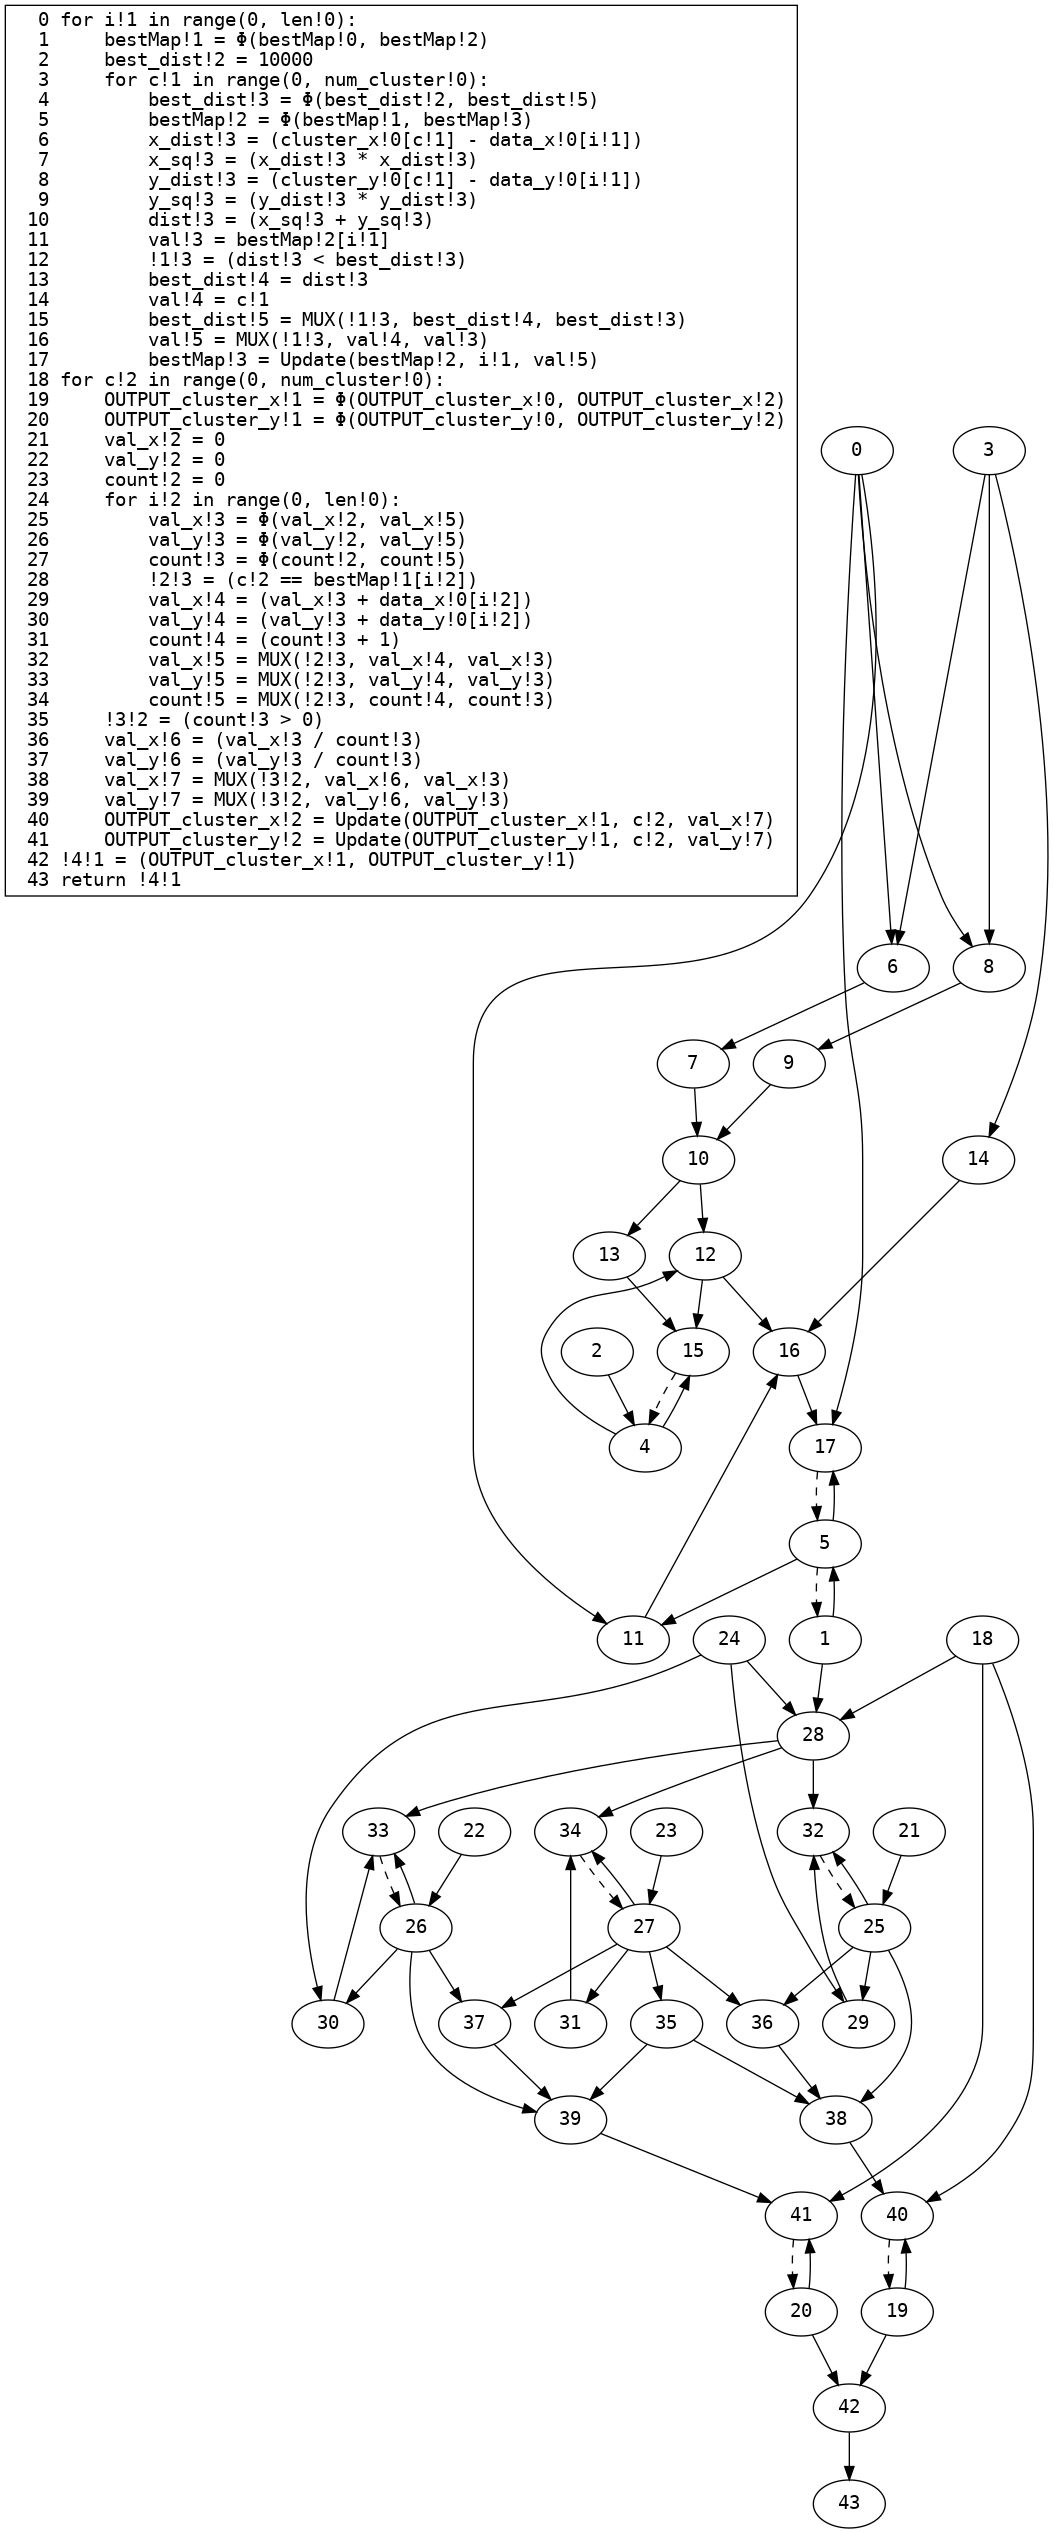 0 for i!1 in range(0, len!0):
1     bestMap!1 = Φ(bestMap!0, bestMap!2)
2     best_dist!2 = 10000
3     for c!1 in range(0, num_cluster!0):
4         best_dist!3 = Φ(best_dist!2, best_dist!5)
5         bestMap!2 = Φ(bestMap!1, bestMap!3)
6         x_dist!3 = (cluster_x!0[c!1] - data_x!0[i!1])
7         x_sq!3 = (x_dist!3 * x_dist!3)
8         y_dist!3 = (cluster_y!0[c!1] - data_y!0[i!1])
9         y_sq!3 = (y_dist!3 * y_dist!3)
10         dist!3 = (x_sq!3 + y_sq!3)
11         val!3 = bestMap!2[i!1]
12         !1!3 = (dist!3 < best_dist!3)
13         best_dist!4 = dist!3
14         val!4 = c!1
15         best_dist!5 = MUX(!1!3, best_dist!4, best_dist!3)
16         val!5 = MUX(!1!3, val!4, val!3)
17         bestMap!3 = Update(bestMap!2, i!1, val!5)
18 for c!2 in range(0, num_cluster!0):
19     OUTPUT_cluster_x!1 = Φ(OUTPUT_cluster_x!0, OUTPUT_cluster_x!2)
20     OUTPUT_cluster_y!1 = Φ(OUTPUT_cluster_y!0, OUTPUT_cluster_y!2)
21     val_x!2 = 0
22     val_y!2 = 0
23     count!2 = 0
24     for i!2 in range(0, len!0):
25         val_x!3 = Φ(val_x!2, val_x!5)
26         val_y!3 = Φ(val_y!2, val_y!5)
27         count!3 = Φ(count!2, count!5)
28         !2!3 = (c!2 == bestMap!1[i!2])
29         val_x!4 = (val_x!3 + data_x!0[i!2])
30         val_y!4 = (val_y!3 + data_y!0[i!2])
31         count!4 = (count!3 + 1)
32         val_x!5 = MUX(!2!3, val_x!4, val_x!3)
33         val_y!5 = MUX(!2!3, val_y!4, val_y!3)
34         count!5 = MUX(!2!3, count!4, count!3)
35     !3!2 = (count!3 > 0)
36     val_x!6 = (val_x!3 / count!3)
37     val_y!6 = (val_y!3 / count!3)
38     val_x!7 = MUX(!3!2, val_x!6, val_x!3)
39     val_y!7 = MUX(!3!2, val_y!6, val_y!3)
40     OUTPUT_cluster_x!2 = Update(OUTPUT_cluster_x!1, c!2, val_x!7)
41     OUTPUT_cluster_y!2 = Update(OUTPUT_cluster_y!1, c!2, val_y!7)
42 !4!1 = (OUTPUT_cluster_x!1, OUTPUT_cluster_y!1)
43 return !4!1
0
3
6
8
7
9
10
14
13
12
2
15
16
4
17
5
11
24
1
18
28
33
22
34
23
32
21
26
27
25
30
37
31
35
36
29
39
38
41
40
20
19
42
43